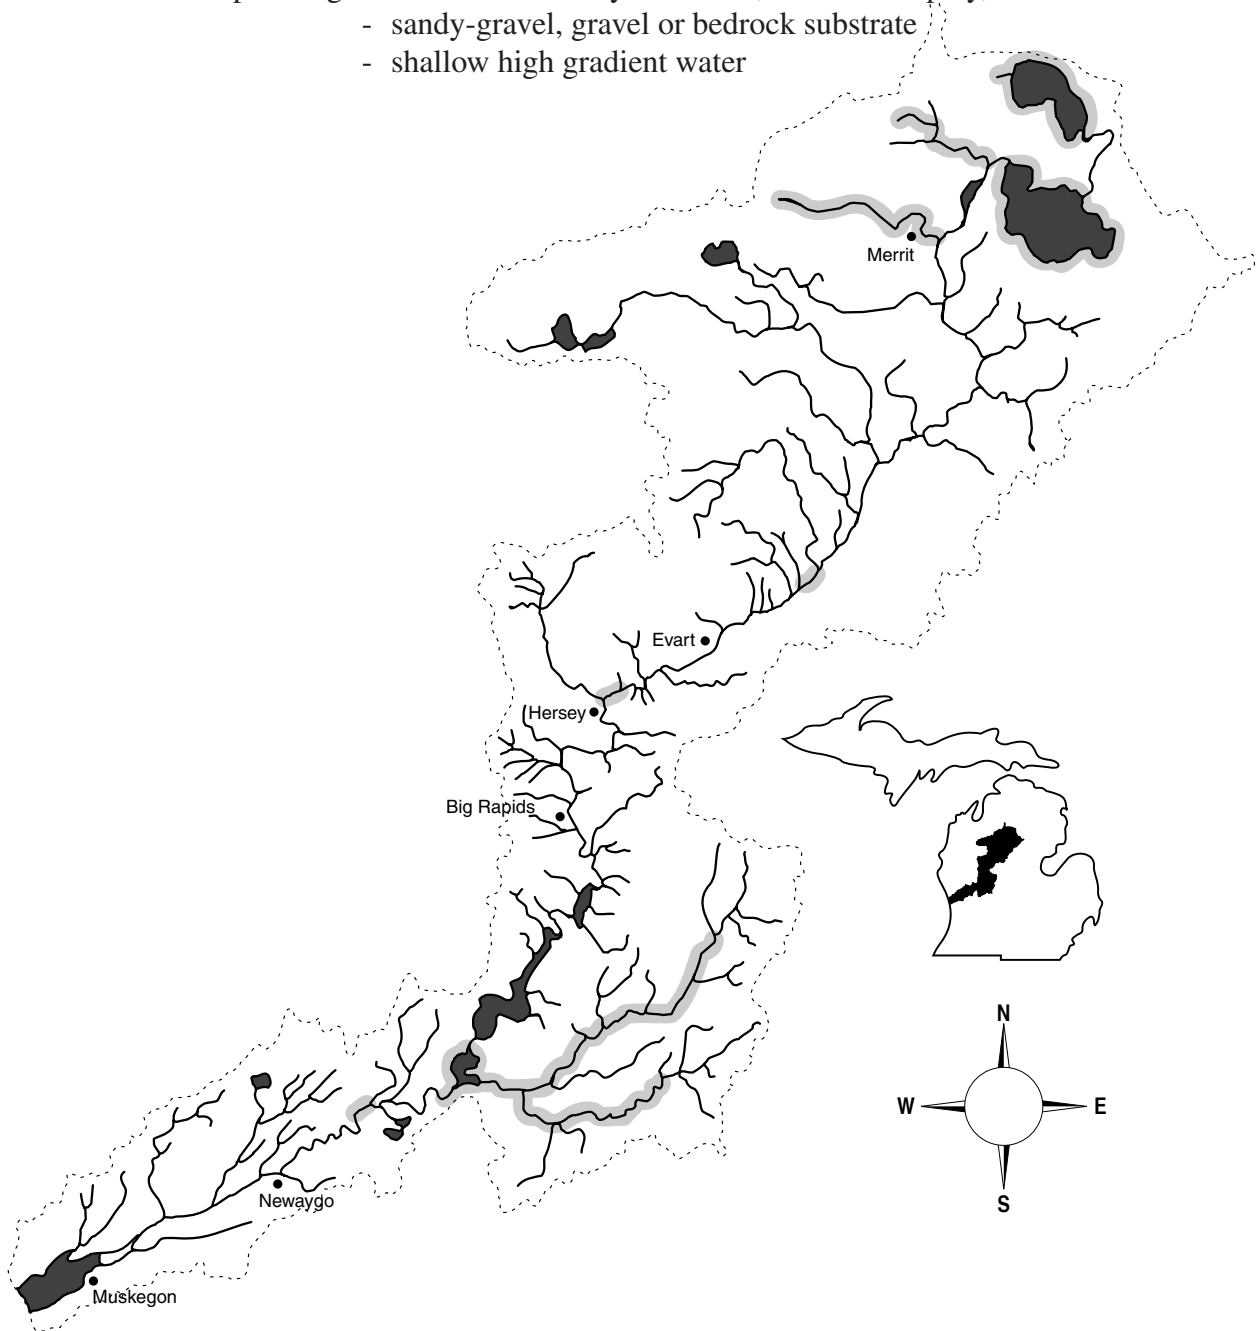 - sandy-gravel, gravel or bedrock substrate
- shallow high gradient water
Merrit
Evart
Hersey
Big Rapids
N
W
E
S
Newaygo
Muskegon